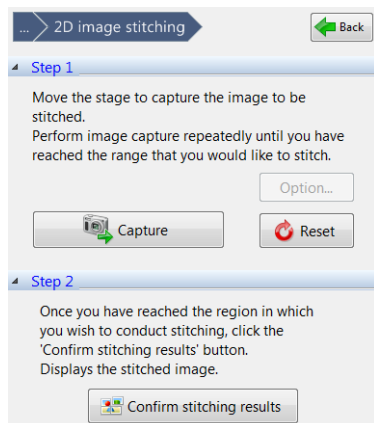 ... 2D image stitching Back
Step 1
Move the stage to capture the image to be
stitched.
Perform image capture repeatedly until you have
reached the range that you would like to stitch.
Option...
Capture Reset
Step 2
Once you have reached the region in which
you wish to conduct stitching, click the
'Confirm stitching results' button.
Displays the stitched image.
Confirm stitching results